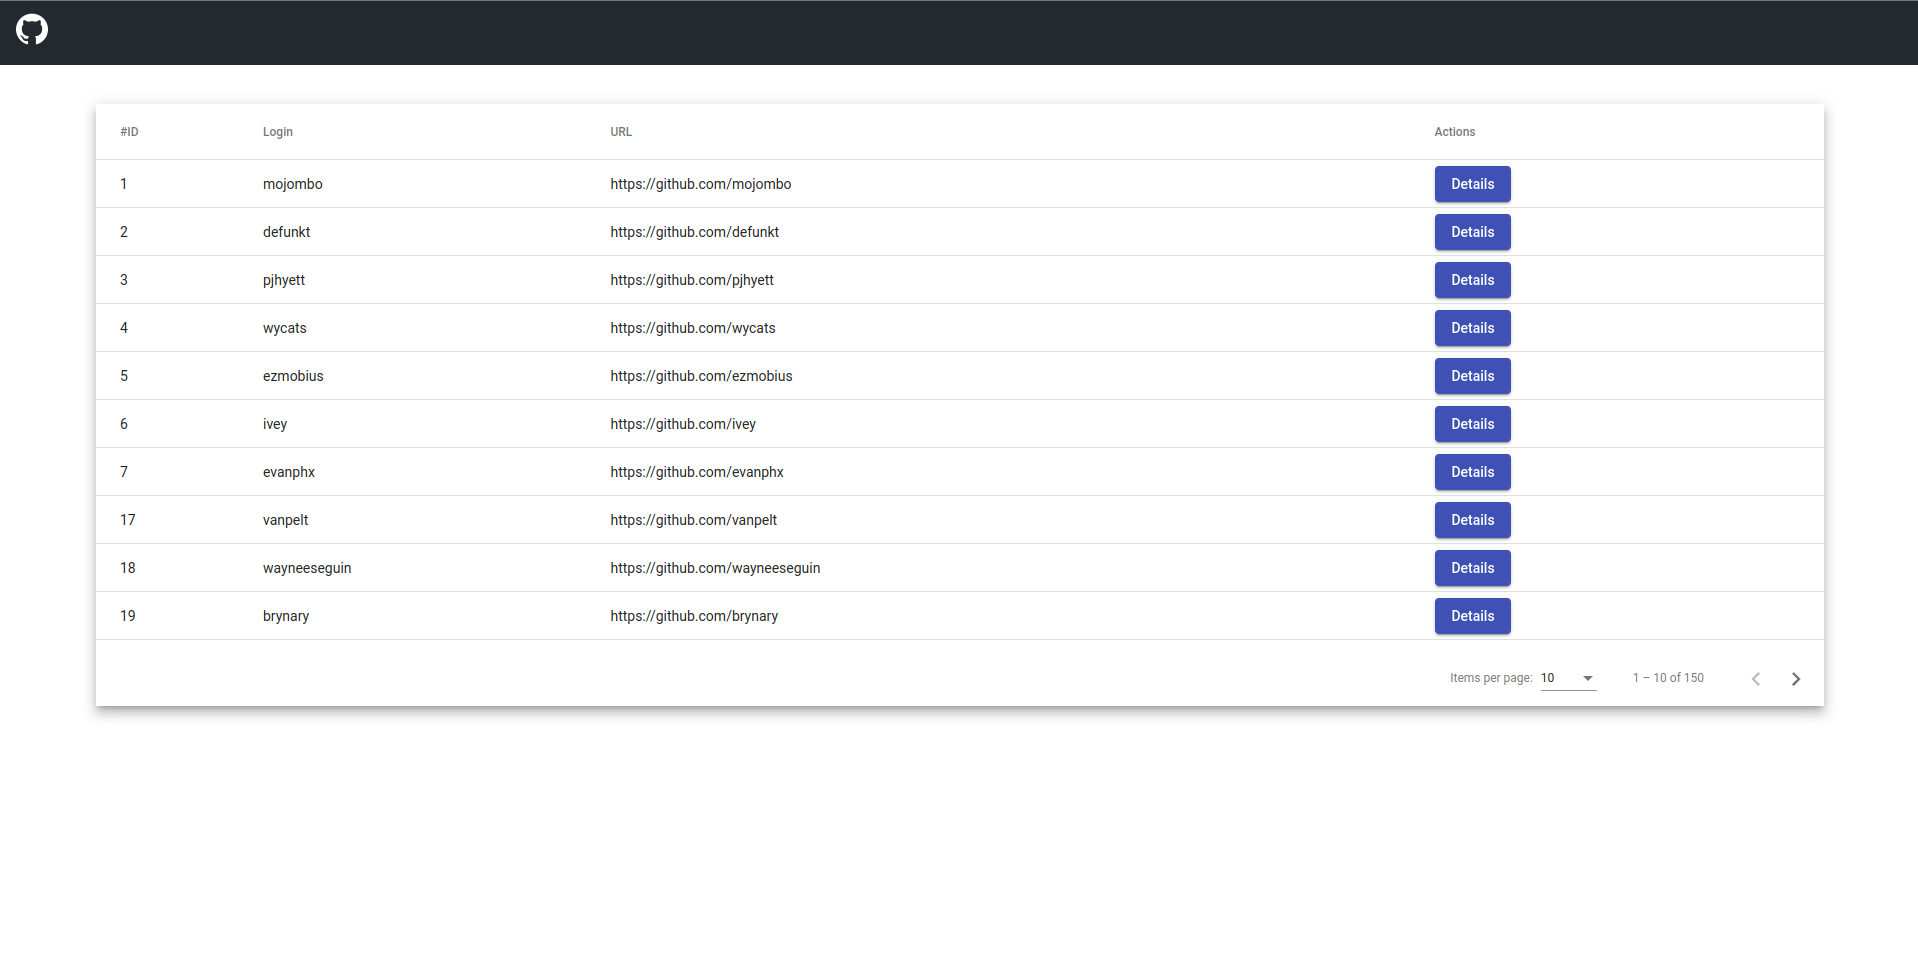 #ID Login URL Actions
1 mojombo https://github.com/mojombo Details
2 defunkt https://github.com/defunkt Details
3 pjhyett https://github.com/pjhyett Details
4 wycats https://github.com/wycats Details
5 ezmobius https://github.com/ezmobius Details
6 ivey https://github.com/ivey Details
7 evanphx https://github.com/evanphx Details
17 vanpelt https://github.com/vanpelt Details
18 wayneeseguin https://github.com/wayneeseguin Details
19 brynary https://github.com/brynary Details
Items per page: 10 1 – 10 of 150